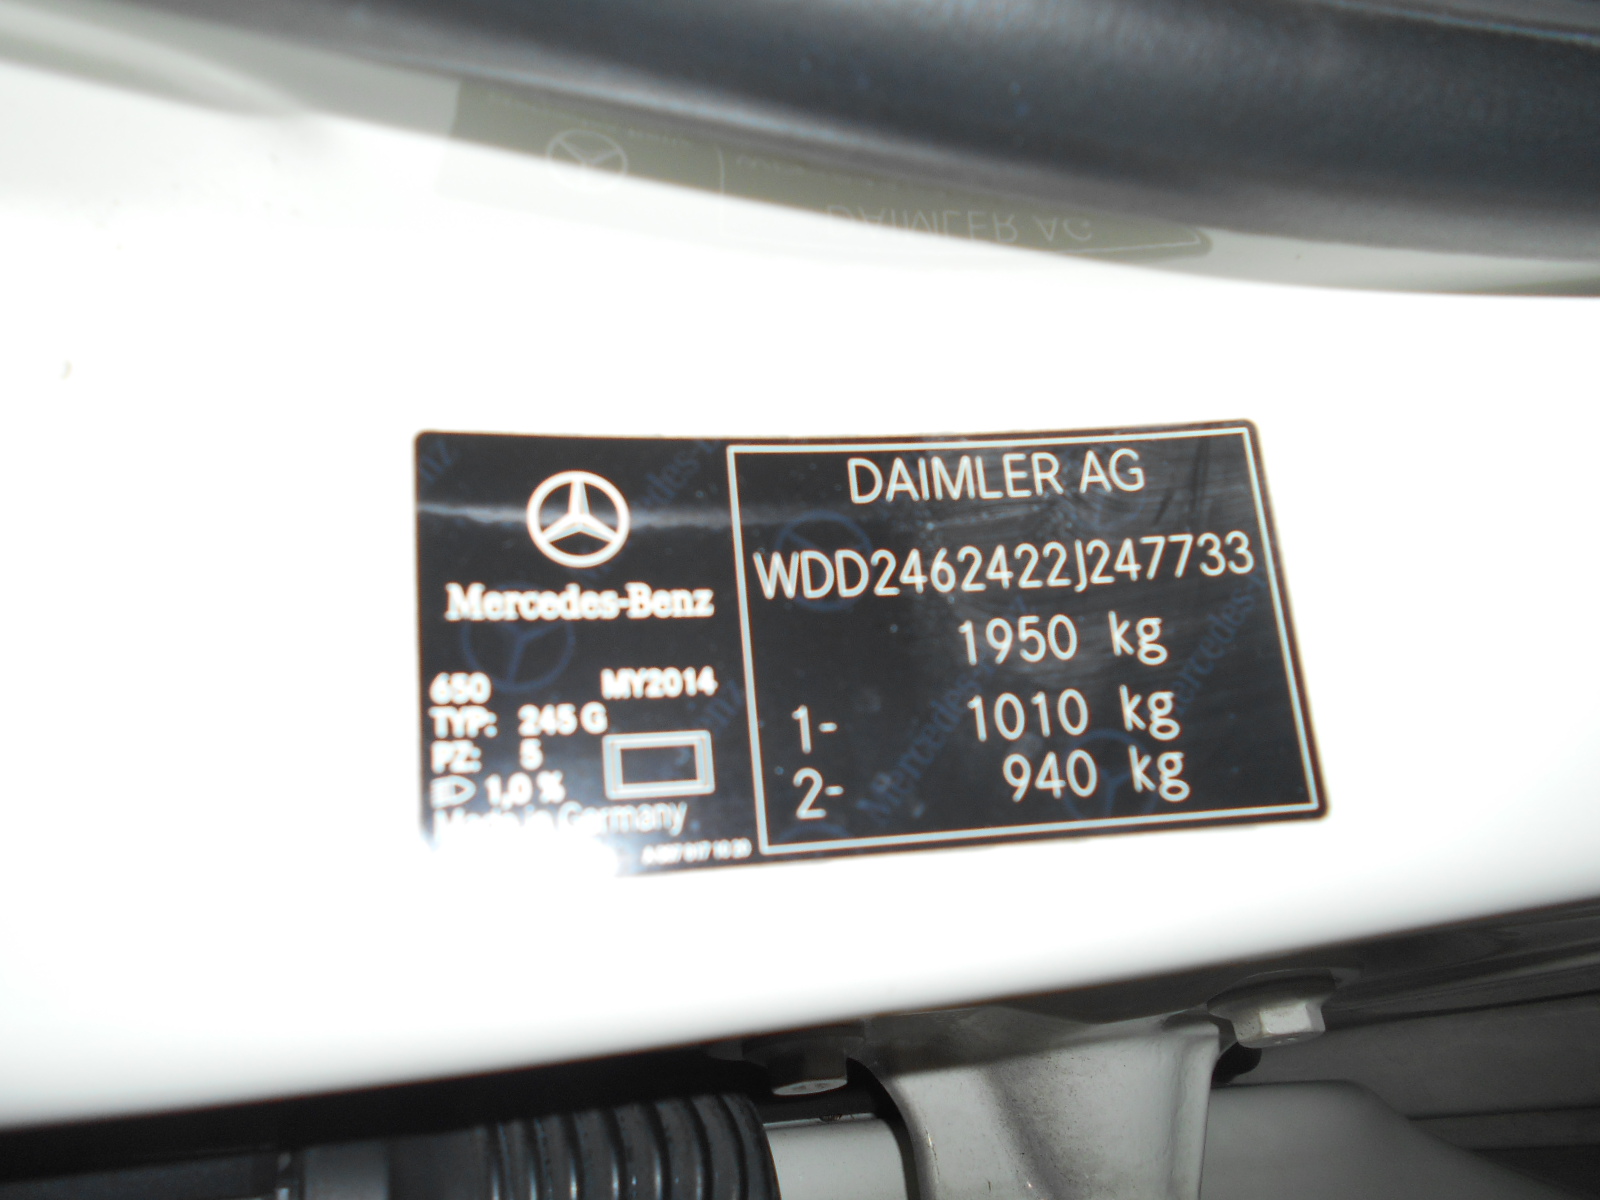 Mercedes-Benz
650 MY2014
TYP: 245 G
PZ: 5
1,0 %
Made in Germany
DAIMLER AG
WDD2462422J247733
1950 kg
1- 1010 kg
2- 940 kg